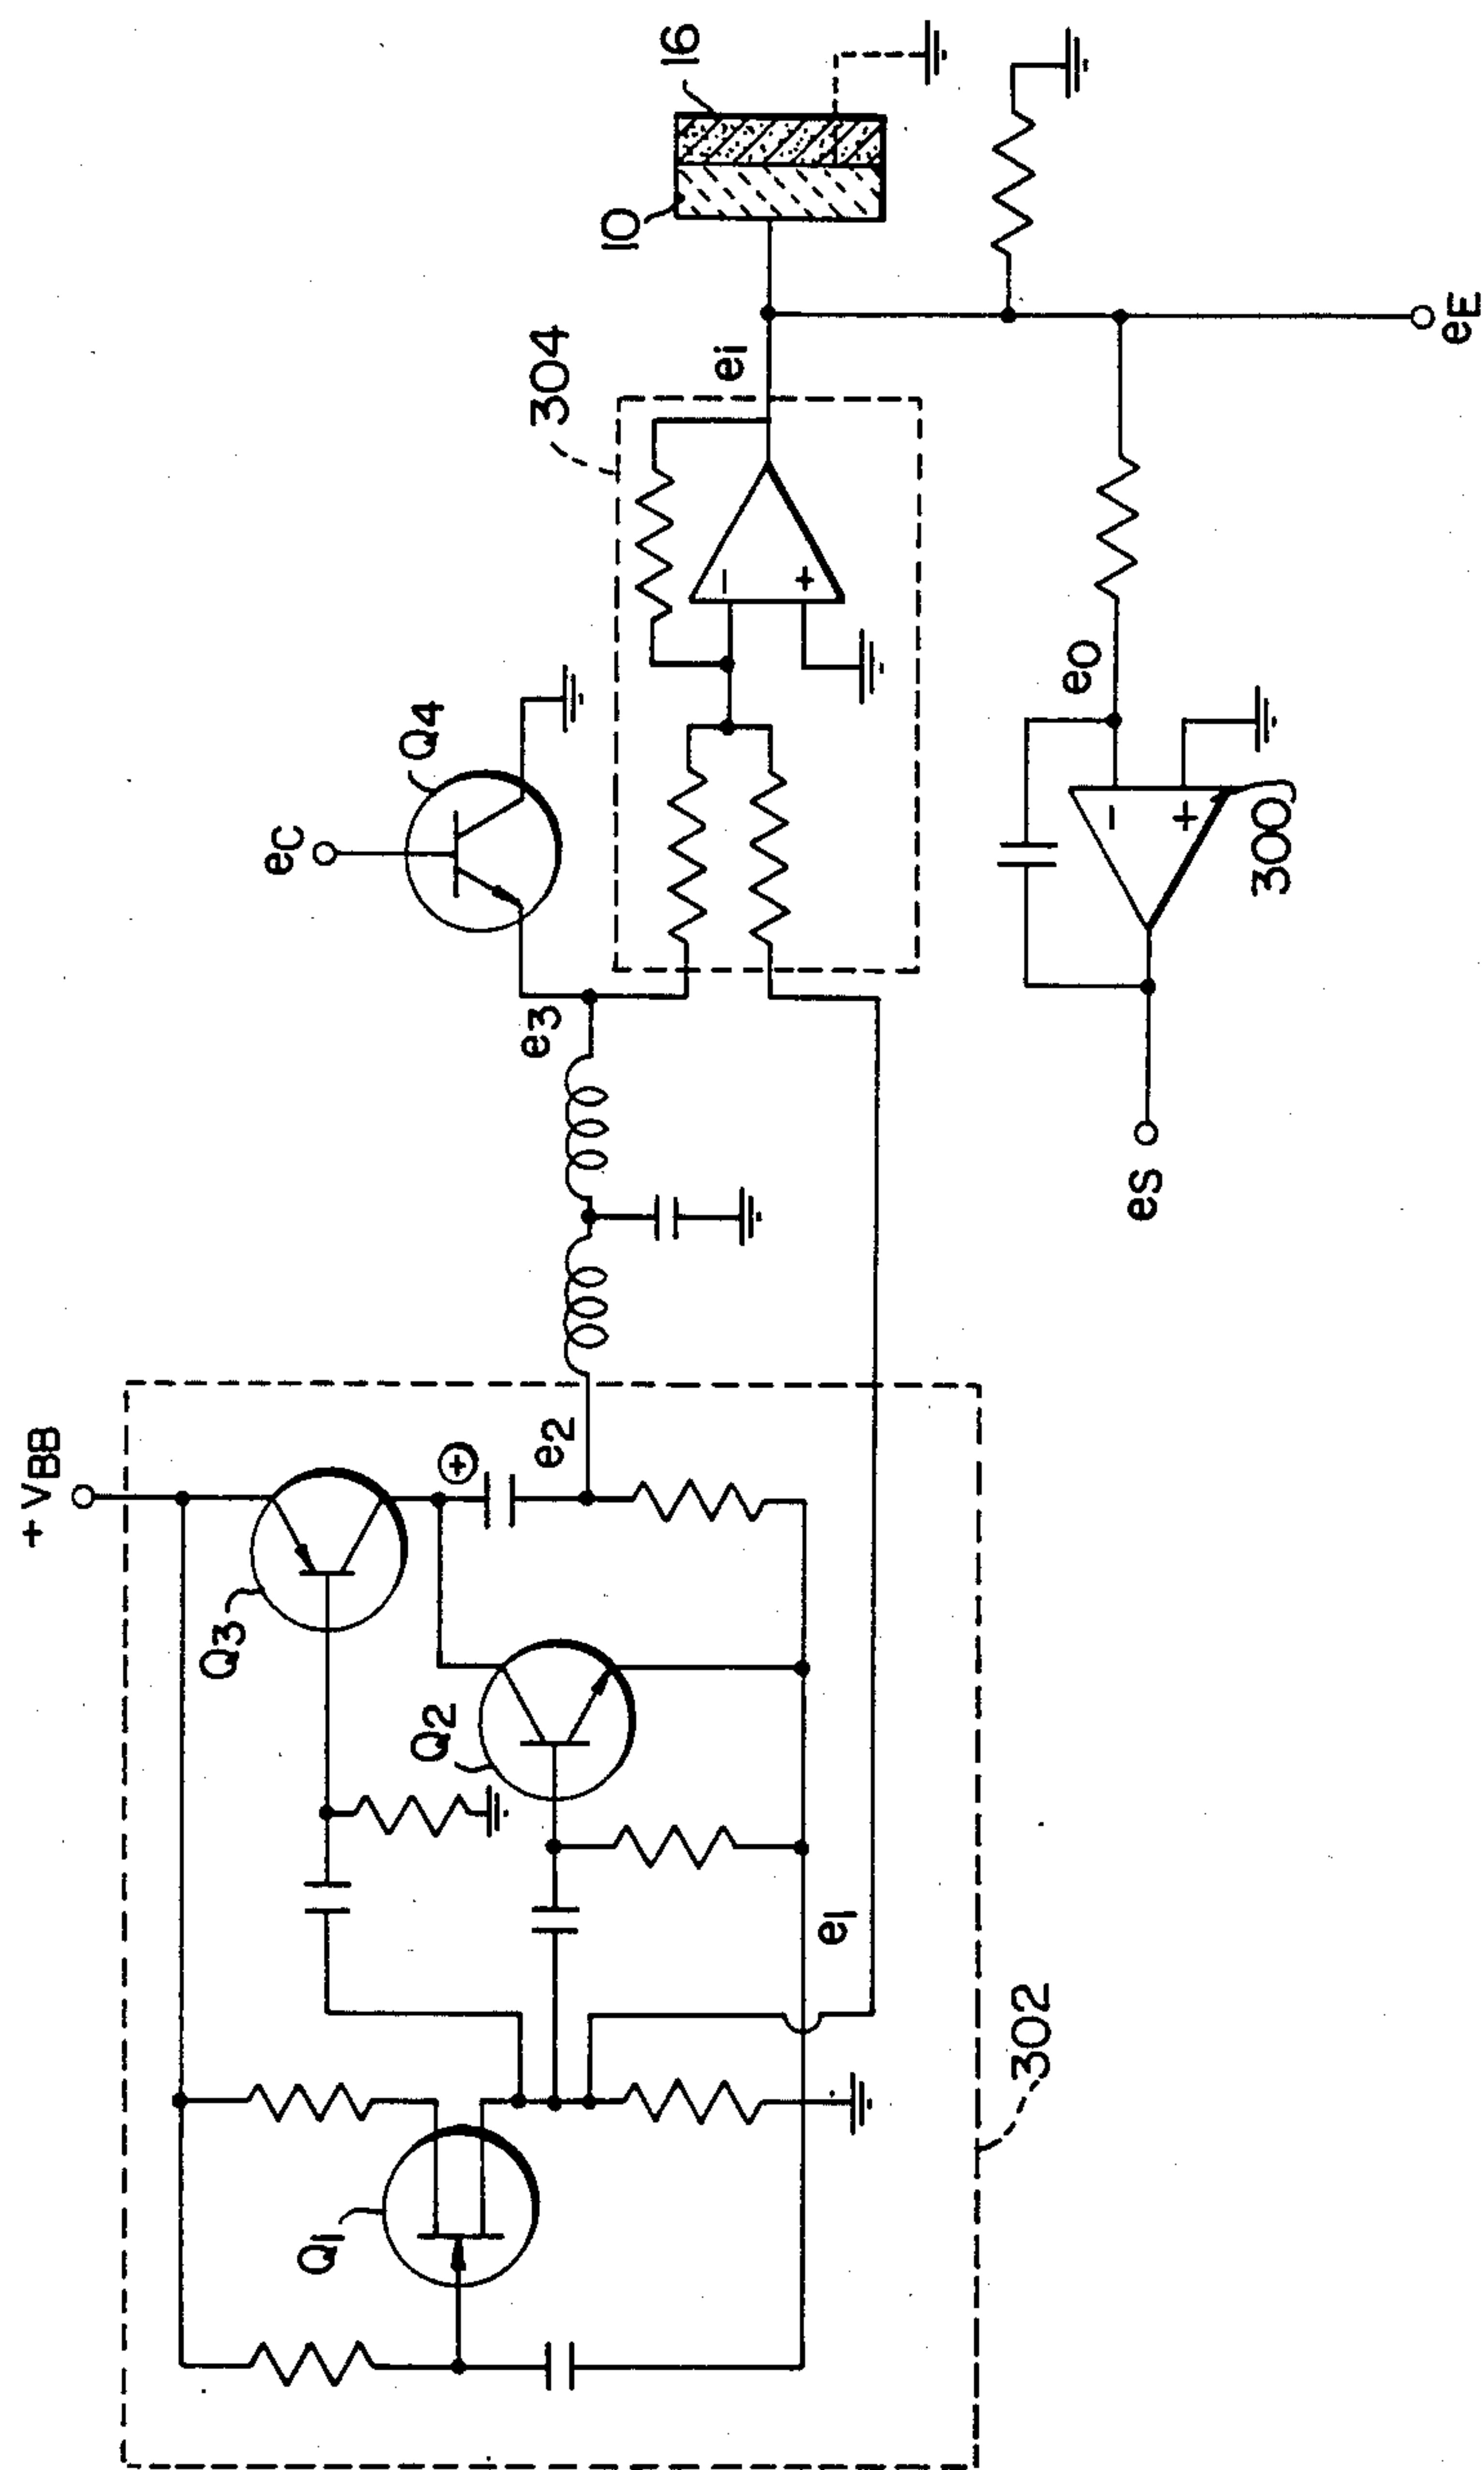 16
10
304
ei
eC
Q4
e3
−
+
eE
eO
−
+
300
eS
+ VBB
Q3
+
e2
Q2
e1
Q1
302